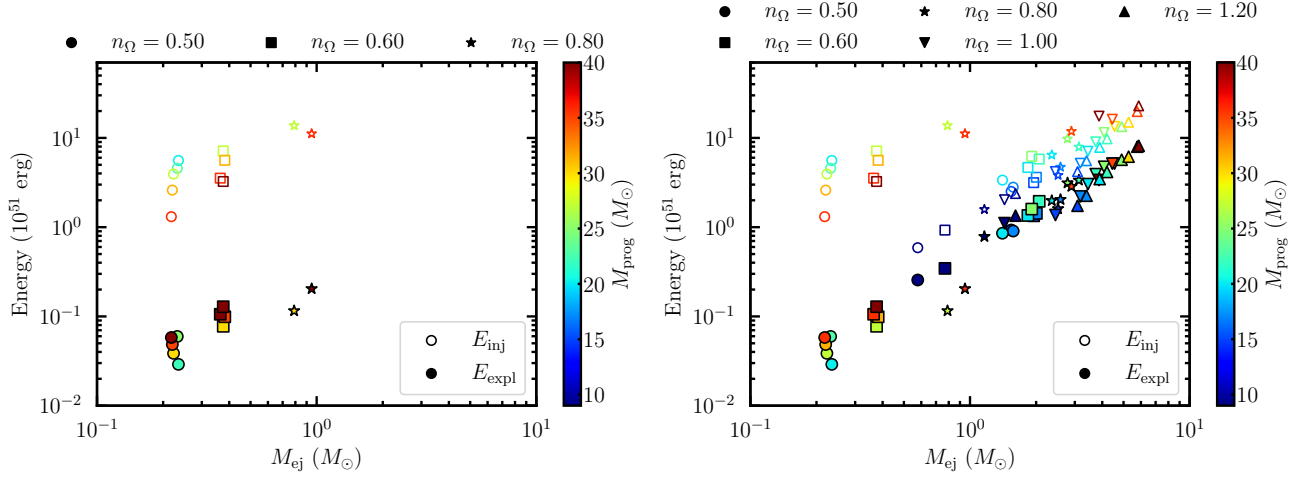 n_Ω = 0.50 n_Ω = 0.60 n_Ω = 0.80
Energy (10^51 erg)
10^1
10^0
10^−1
10^−2
10^−1 10^0 10^1
M_ej (M_⊙)
E_inj
E_expl
40
35
30
25
20
15
10
M_prog (M_⊙)
n_Ω = 0.50 n_Ω = 0.80 n_Ω = 1.20
n_Ω = 0.60 n_Ω = 1.00
Energy (10^51 erg)
10^1
10^0
10^−1
10^−2
10^−1 10^0 10^1
M_ej (M_⊙)
E_inj
E_expl
40
35
30
25
20
15
10
M_prog (M_⊙)